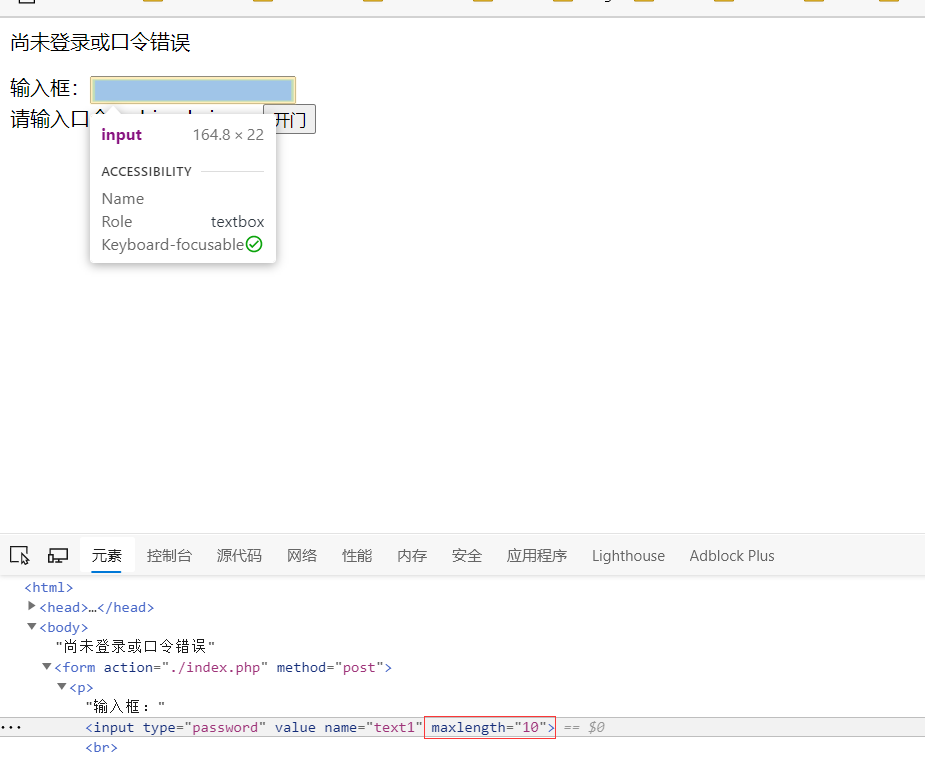 尚未登录或口令错误
输入框：
请输入口
开门
input 164.8 × 22
ACCESSIBILITY
Name
Role textbox
Keyboard-focusable
元素 控制台 源代码 网络 性能 内存 安全 应用程序 Lighthouse Adblock Plus
<html>
<head>…</head>
<body>
"尚未登录或口令错误"
<form action="./index.php" method="post">
<p>
"输入框："
<input type="password" value name="text1" maxlength="10"> == $0
<br>